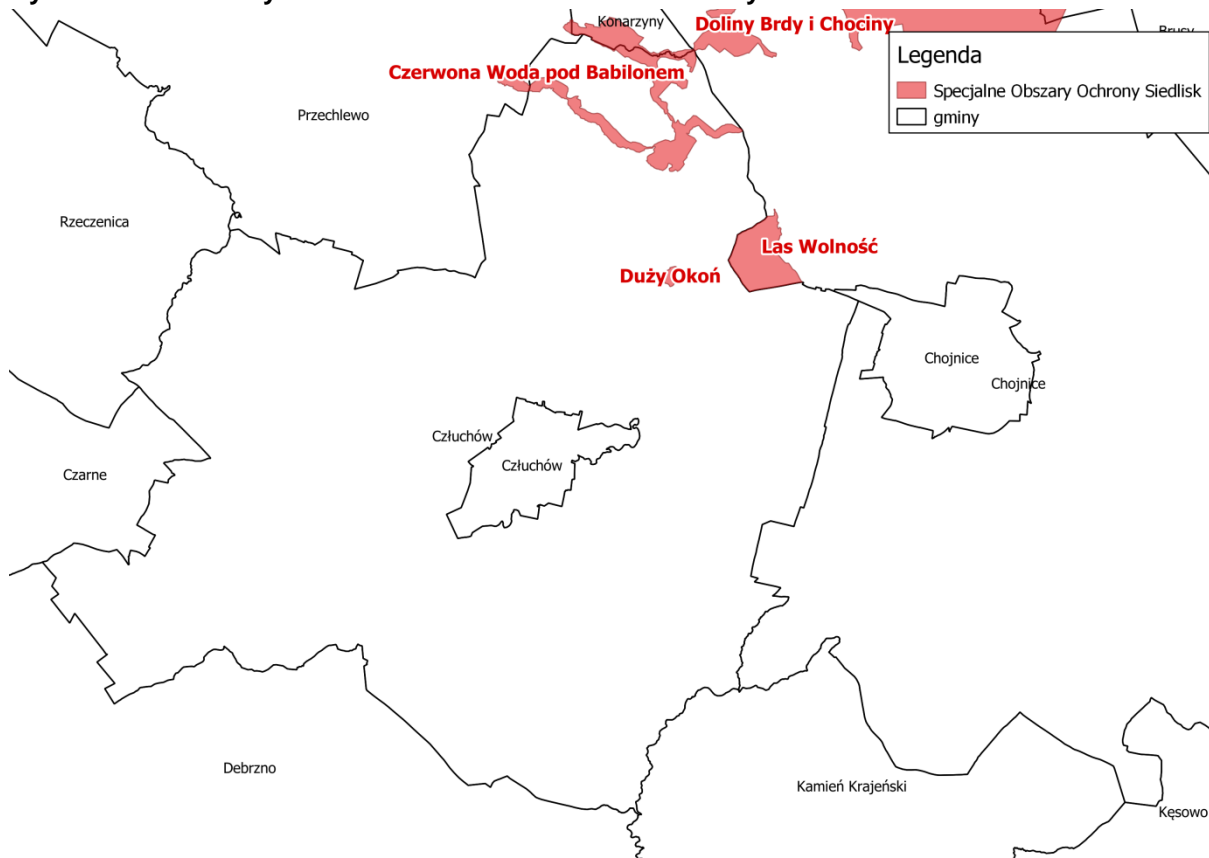 Konarzyny
Doliny Brdy i Chociny
Brusy
Legenda
Specjalne Obszary Ochrony Siedlisk
gminy
Czerwona Woda pod Babilonem
Przechlewo
Rzeczenica
Las Wolność
Duży Okoń
Chojnice
Chojnice
Człuchów
Człuchów
Czarne
Debrzno
Kamień Krajeński
Kęsowo